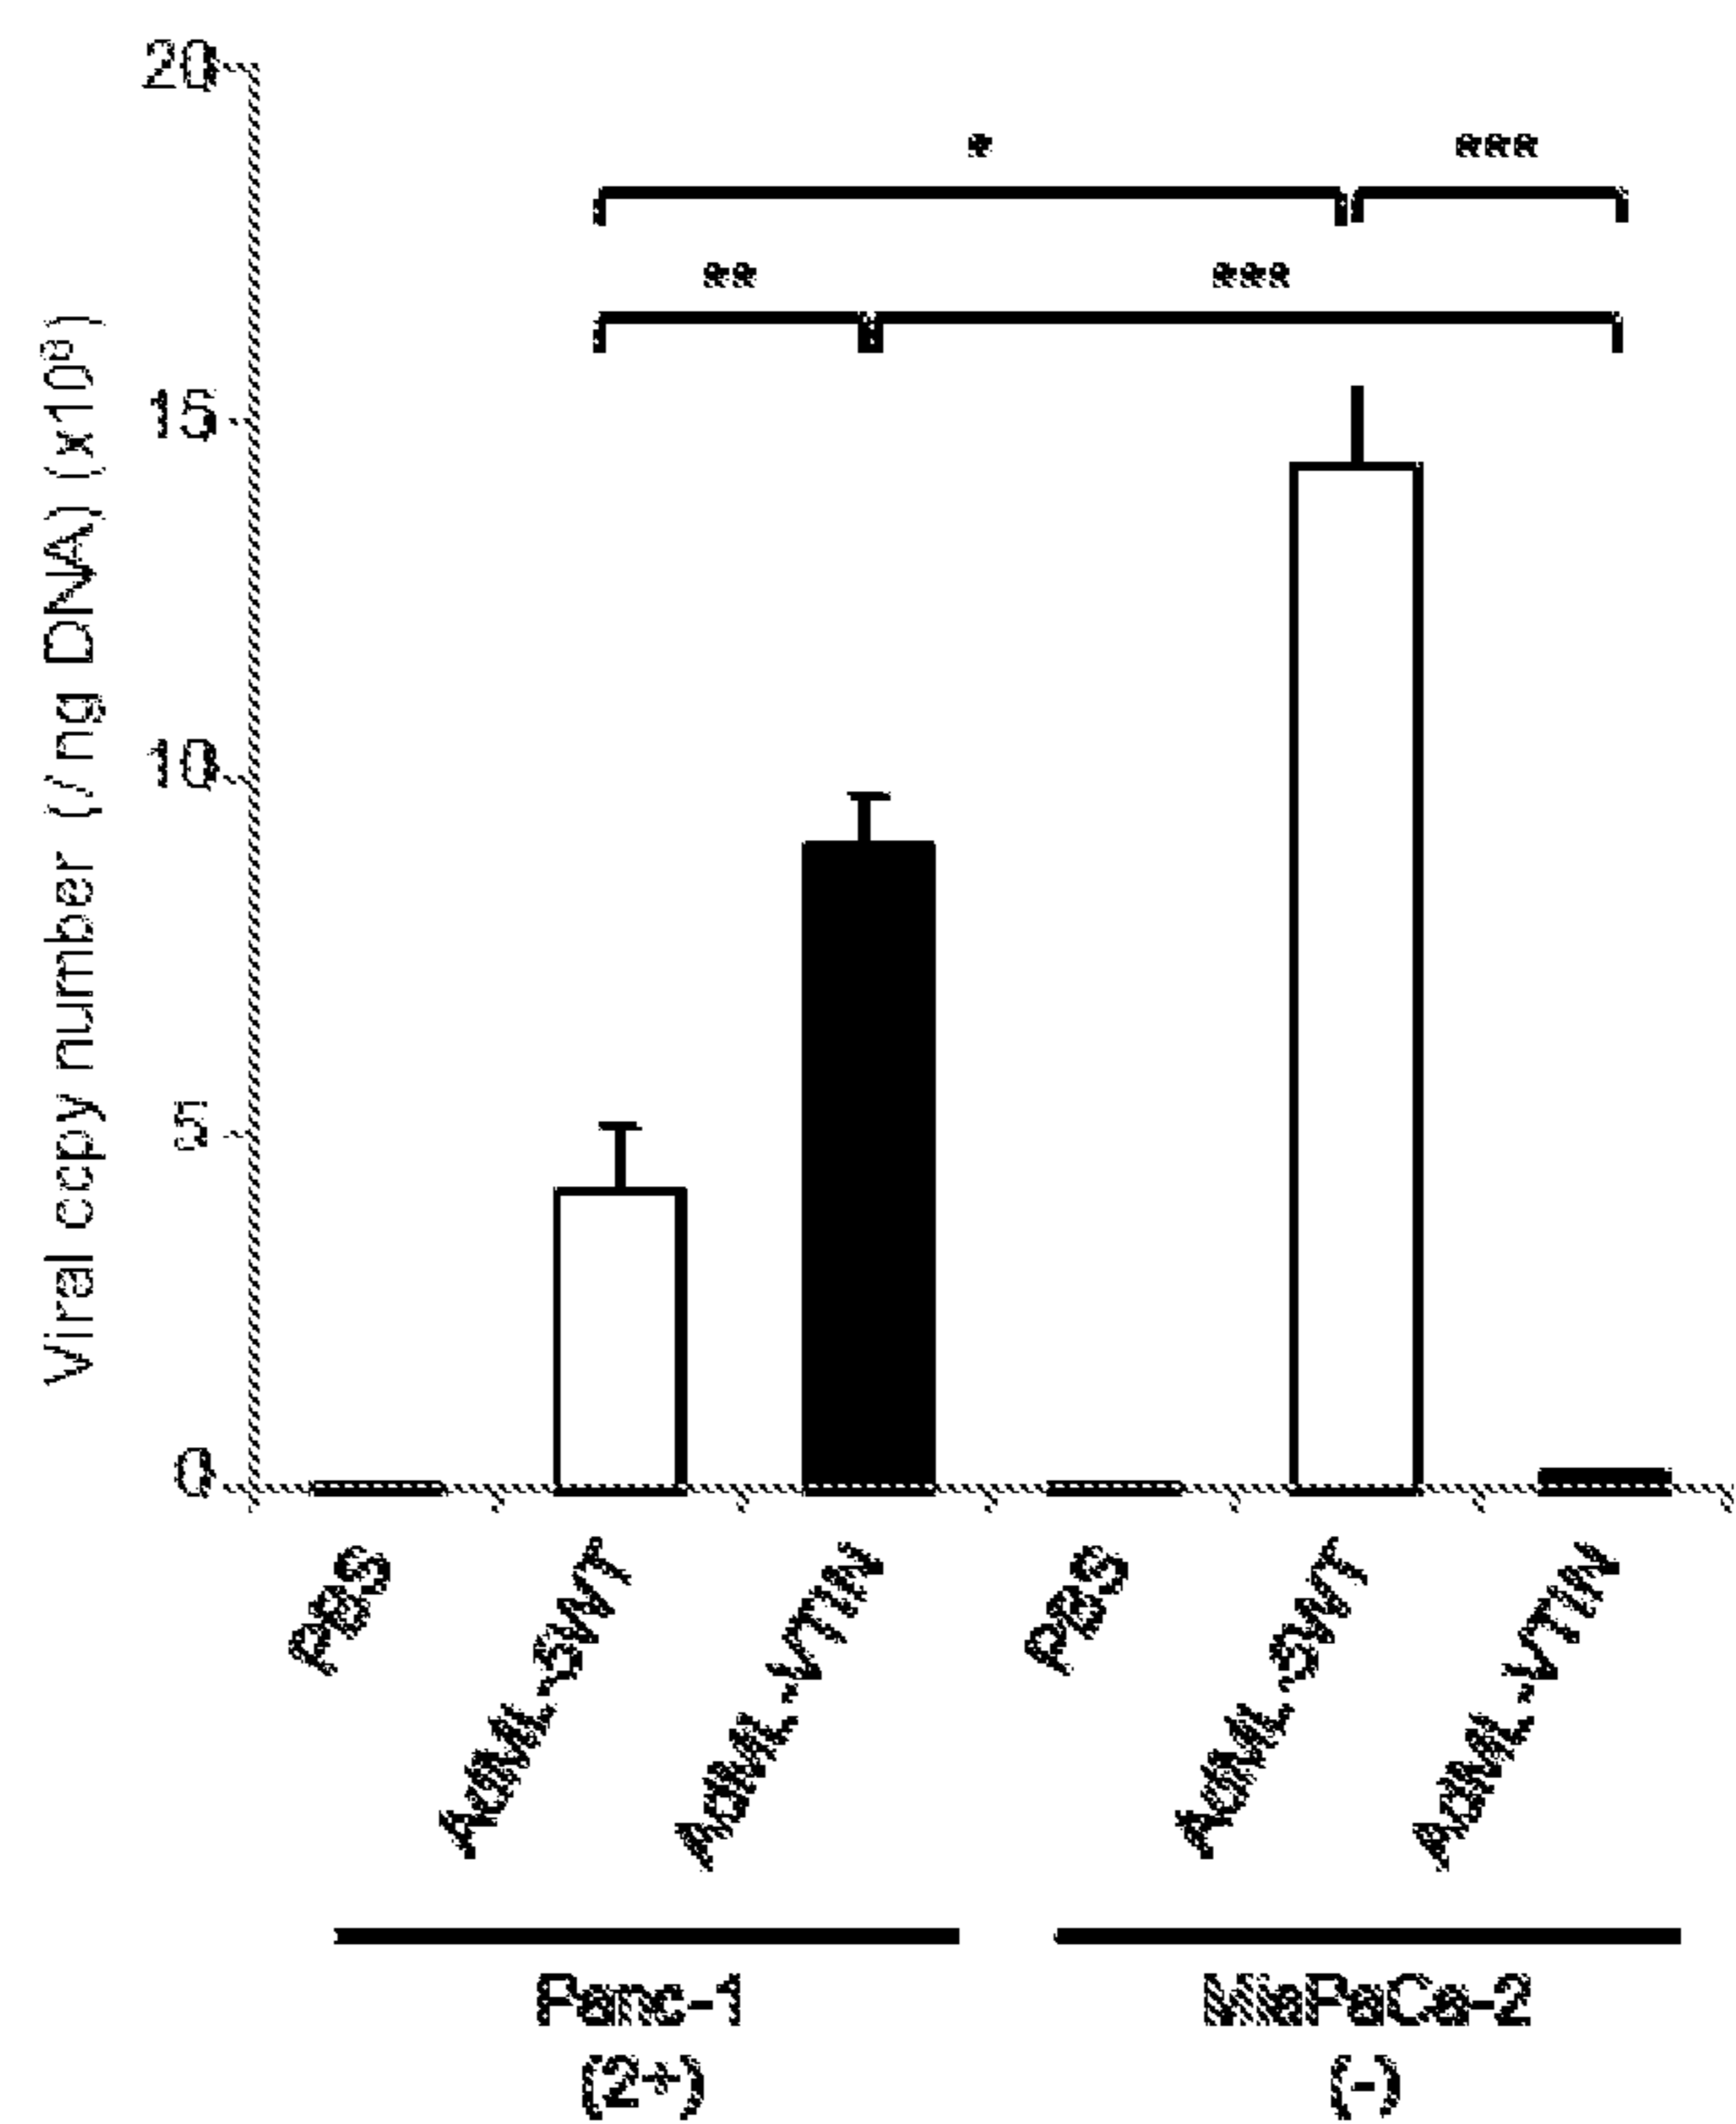 Viral copy number (/ ng DNA) (x10⁸)
20
15
10
5
0
*
***
**
***
PBS
AdML-5WT
AdML-VTIN
PBS
AdML-5WT
AdML-VTIN
Panc-1
(2+)
MiaPaCa-2
(-)